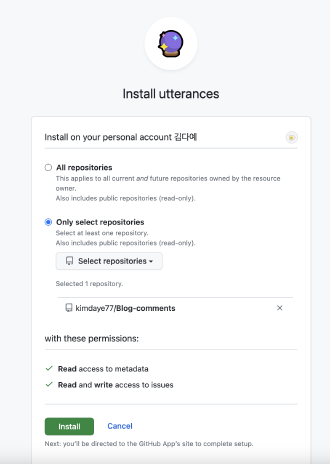 Install utterances
Install on your personal account 김다예
All repositories
This applies to all current and future repositories owned by the resource
owner.
Also includes public repositories (read-only).
Only select repositories
Select at least one repository.
Also includes public repositories (read-only).
Select repositories
Selected 1 repository.
kimdaye77/Blog-comments
with these permissions:
Read access to metadata
Read and write access to issues
Install Cancel
Next: you'll be directed to the GitHub App's site to complete setup.